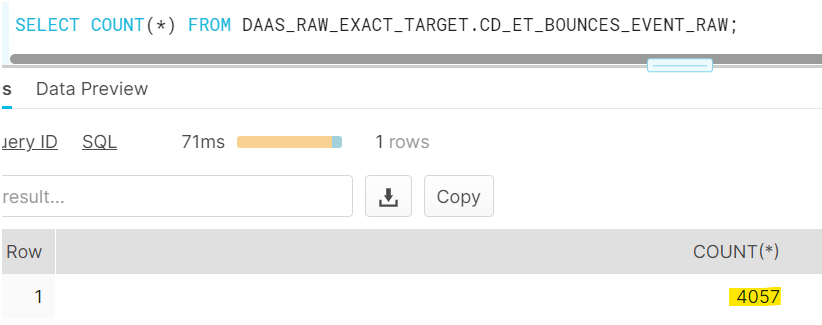 SELECT COUNT(*) FROM DAAS_RAW_EXACT_TARGET.CD_ET_BOUNCES_EVENT_RAW;
s Data Preview
uery ID SQL 71ms 1 rows
result... Copy
Row COUNT(*)
1 4057